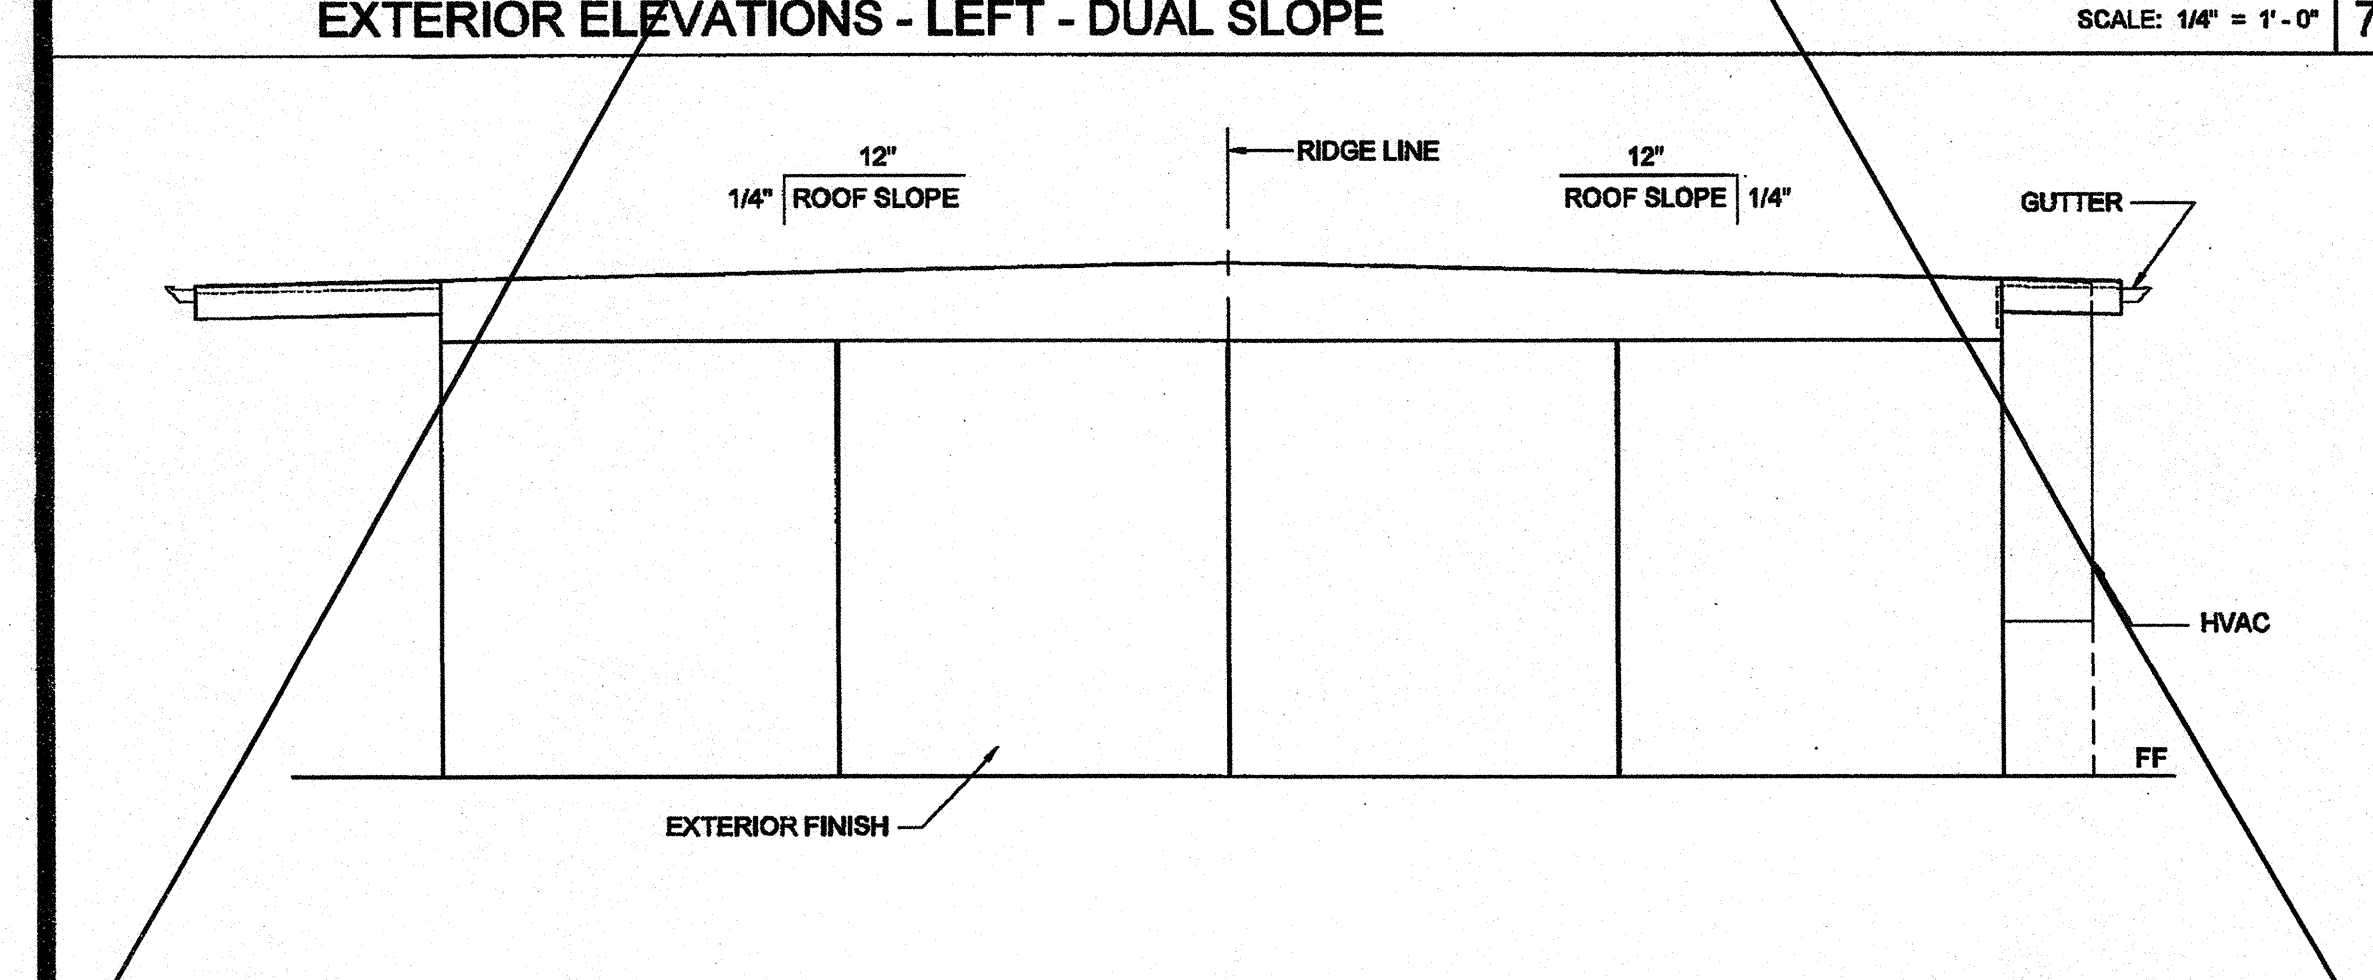 EXTERIOR ELEVATIONS - LEFT - DUAL SLOPE
SCALE: 1/4" = 1' - 0" 7
RIDGE LINE
12"
1/4" ROOF SLOPE
12"
ROOF SLOPE 1/4"
GUTTER
HVAC
FF
EXTERIOR FINISH